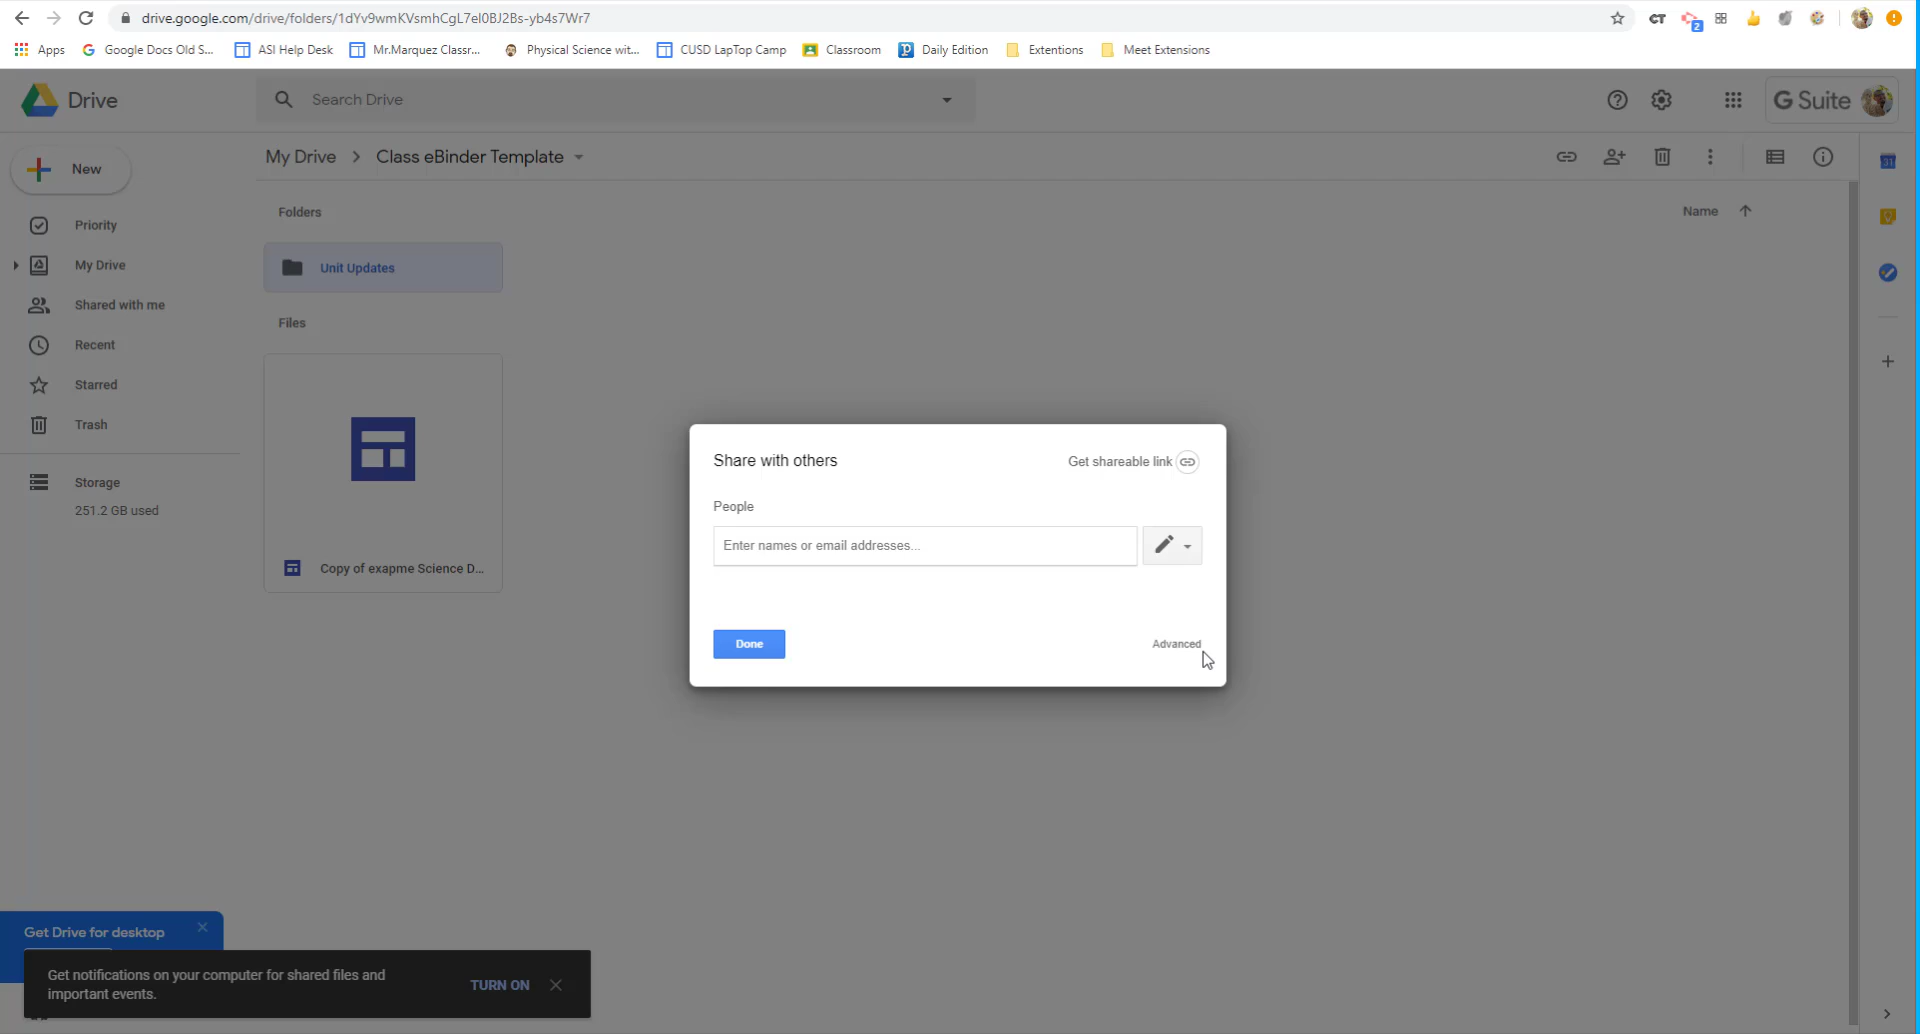 drive.google.com/drive/folders/1dYv9wmKVsmhCgL7el0BJ2Bs-yb4s7Wr7
CT
2
Apps
Google Docs Old S...
ASI Help Desk
Mr.Marquez Classr...
Physical Science wit...
CUSD LapTop Camp
Classroom
Daily Edition
Extentions
Meet Extensions
Drive
Search Drive
G Suite
New
My Drive > Class eBinder Template
31
Priority
My Drive
Shared with me
Recent
Starred
Trash
Storage
251.2 GB used
Folders
Name
Unit Updates
Files
Copy of exapme Science D...
Share with others
Get shareable link
People
Enter names or email addresses...
Done
Advanced
Get Drive for desktop
Get notifications on your computer for shared files and
important events.
TURN ON